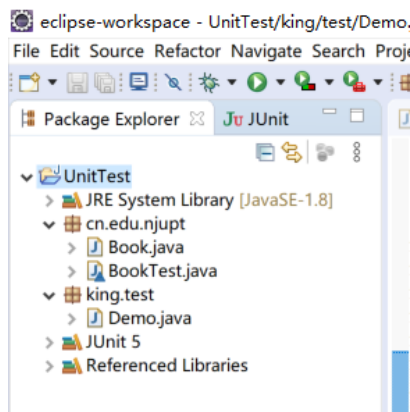 eclipse-workspace - UnitTest/king/test/Demo.
File Edit Source Refactor Navigate Search Proje
Package Explorer JU JUnit
UnitTest
JRE System Library [JavaSE-1.8]
cn.edu.njupt
Book.java
BookTest.java
king.test
Demo.java
JUnit 5
Referenced Libraries